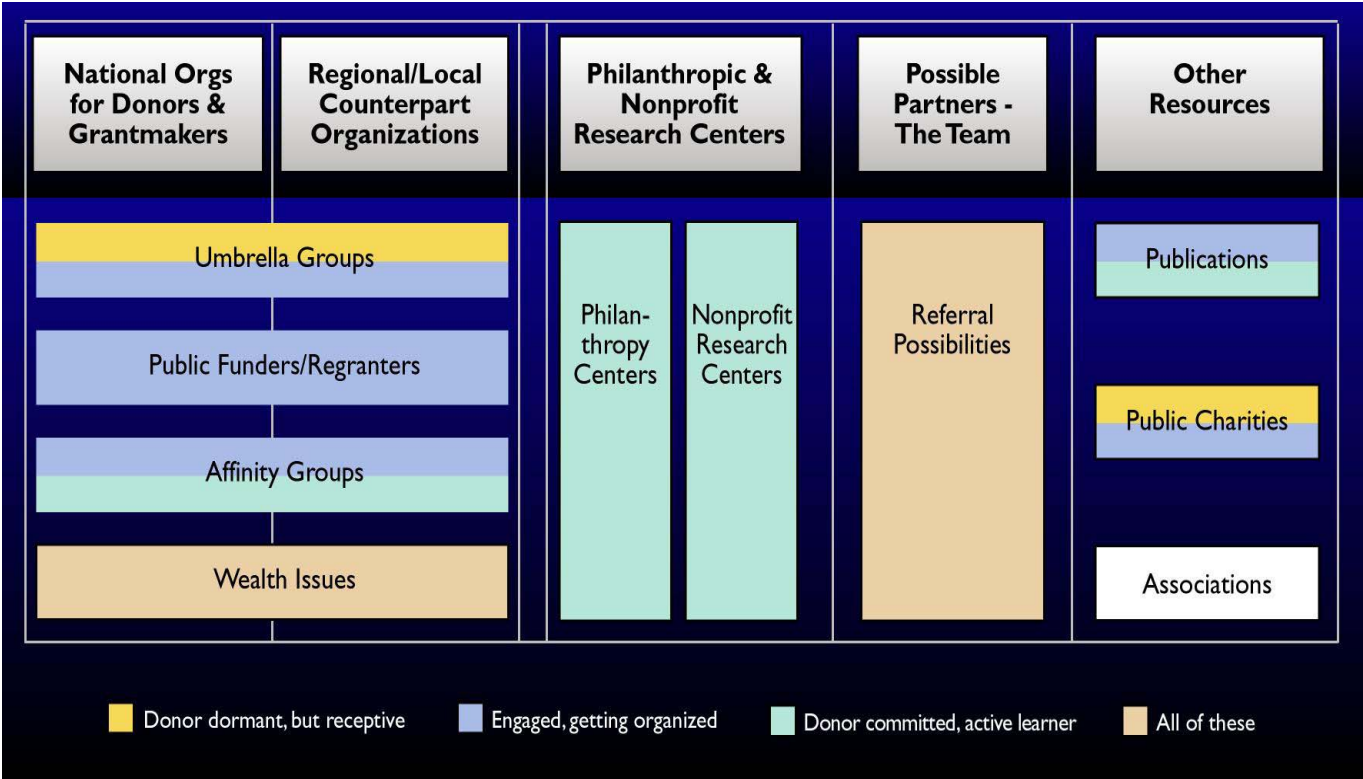 National Orgs
for Donors &
Grantmakers
Regional/Local
Counterpart
Organizations
Philanthropic &
Nonprofit
Research Centers
Possible
Partners -
The Team
Other
Resources
Umbrella Groups
Public Funders/Regranters
Affinity Groups
Wealth Issues
Philan-
thropy
Centers
Nonprofit
Research
Centers
Referral
Possibilities
Publications
Public Charities
Associations
Donor dormant, but receptive
Engaged, getting organized
Donor committed, active learner
All of these